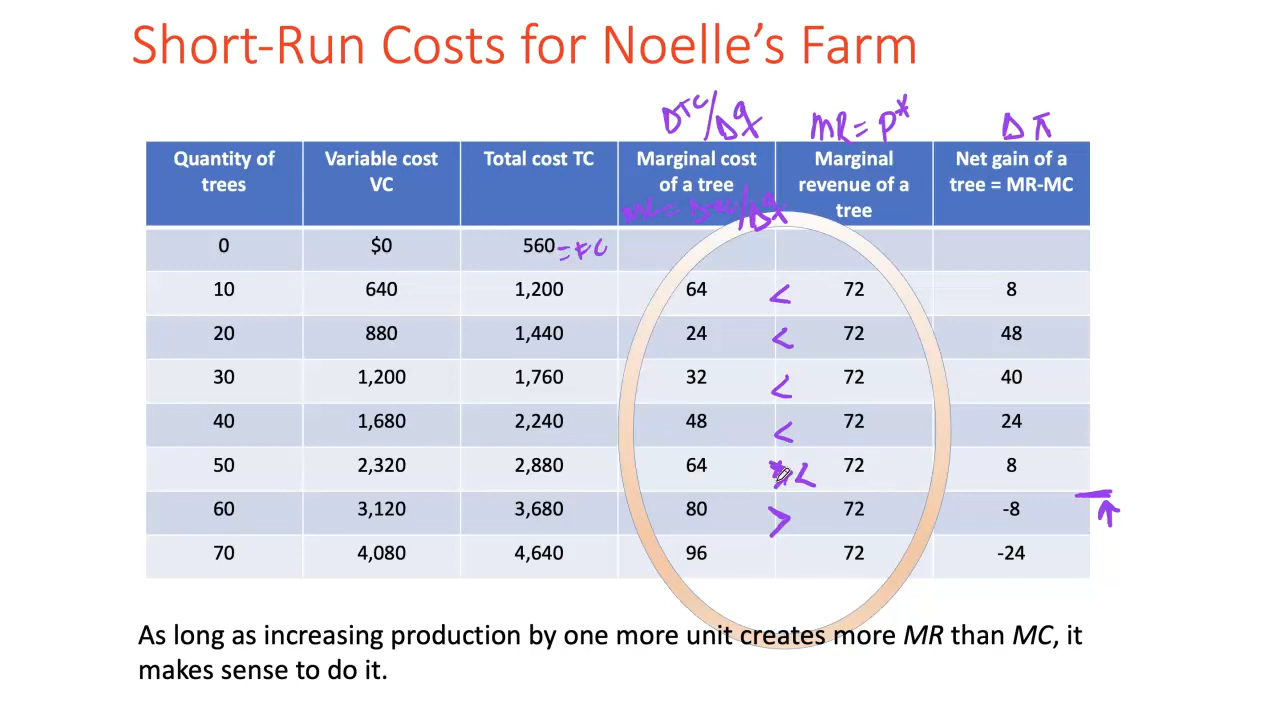 Short-Run Costs for Noelle's Farm
ΔTC/Δq MR = P* Δπ
Quantity of trees Variable cost VC Total cost TC Marginal cost of a tree Marginal revenue of a tree Net gain of a tree = MR-MC
MC = ΔTC/Δq
0 $0 560 = FC
10 640 1,200 64 < 72 8
20 880 1,440 24 < 72 48
30 1,200 1,760 32 < 72 40
40 1,680 2,240 48 < 72 24
50 2,320 2,880 64 * < 72 8
60 3,120 3,680 80 > 72 -8
70 4,080 4,640 96 72 -24
As long as increasing production by one more unit creates more MR than MC, it
makes sense to do it.